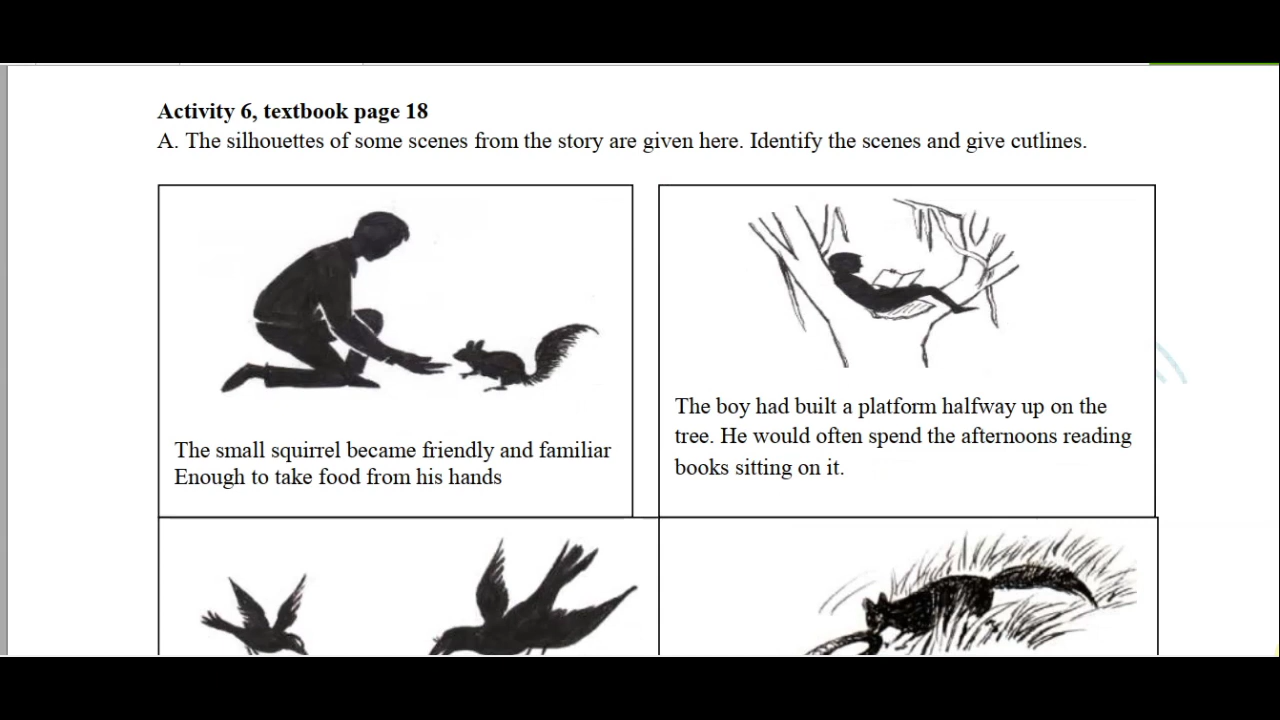 Activity 6, textbook page 18
A. The silhouettes of some scenes from the story are given here. Identify the scenes and give cutlines.
The small squirrel became friendly and familiar
Enough to take food from his hands
The boy had built a platform halfway up on the
tree. He would often spend the afternoons reading
books sitting on it.